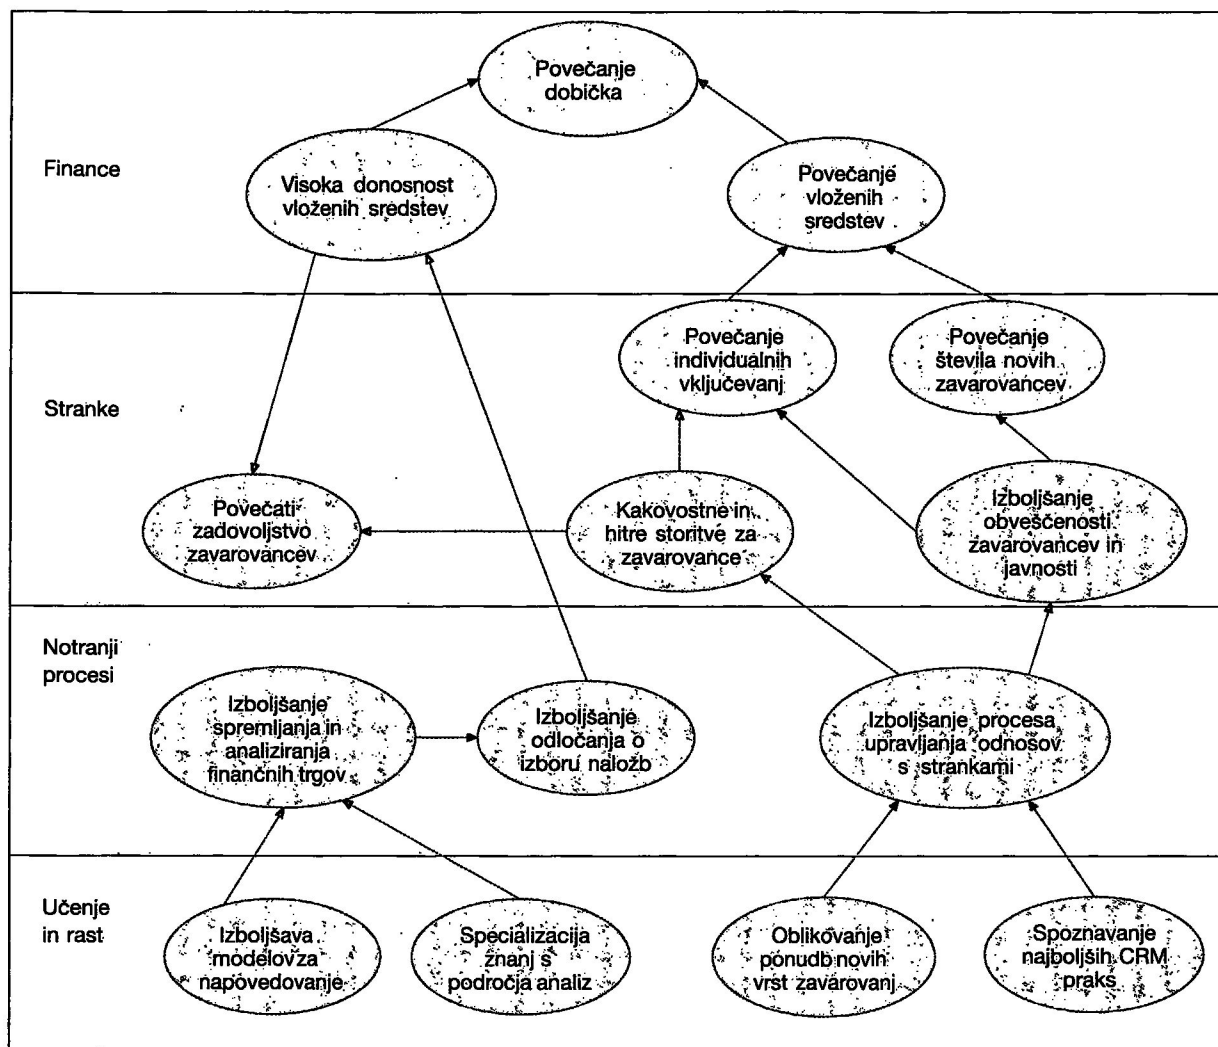 Povečanje
dobička
Finance
Visoka donosnost
vloženih sredstev
Povečanje
vloženih
sredstev
Stranke
Povečanje
individualnih
vključevanj
Povečanje
števila novih
zavarovancev
Povečati
zadovoljstvo
zavarovancev
Kakovostne in
hitre storitve za
zavarovance
Izboljšanje
obveščenosti
zavarovancev in
javnosti
Notranji
procesi
Izboljšanje
spremljanja in
analiziranja
finančnih trgov
Izboljšanje
odločanja o
izboru naložb
Izboljšanje procesa
upravljanja odnosov
s strankami
Učenje
in rast
Izboljšava
modelov za
napovedovanje
Specializacija
znanj s
področja analiz
Oblikovanje
ponudb novih
vrst zavarovanj
Spoznavanje
najboljših CRM
praks